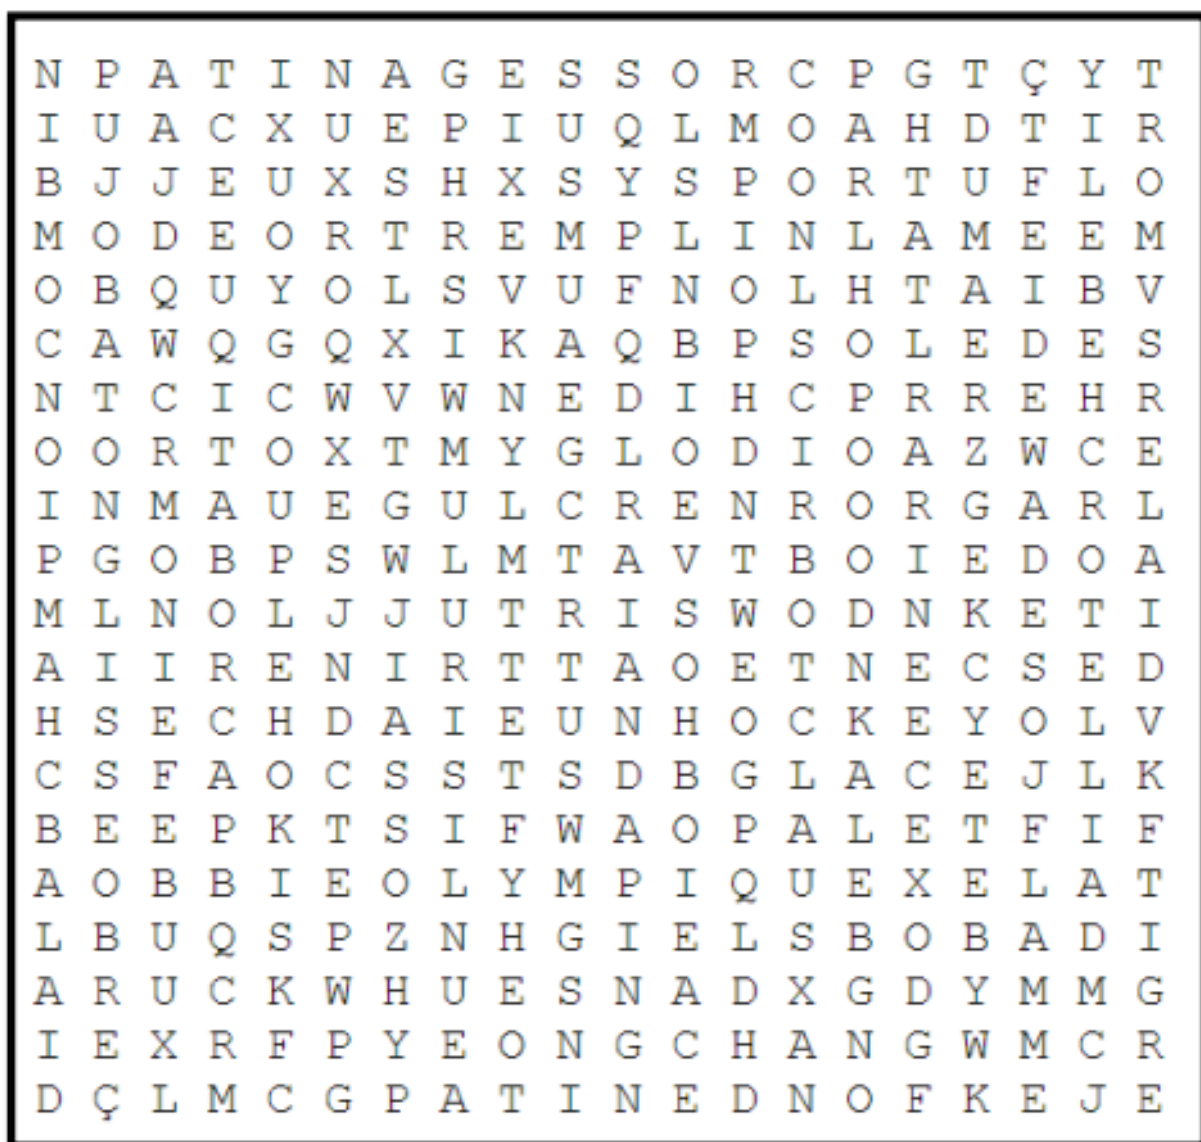 N P A T I N A G E S S O R C P G T Ç Y T
I U A C X U E P I U Q L M O A H D T I R
B J J E U X S H X S Y S P O R T U F L O
M O D E O R T R E M P L I N L A M E E M
O B Q U Y O L S V U F N O L H T A I B V
C A W Q G Q X I K A Q B P S O L E D E S
N T C I C W V W N E D I H C P R R E H R
O O R T O X T M Y G L O D I O A Z W C E
I N M A U E G U L C R E N R O R G A R L
P G O B P S W L M T A V T B O I E D O A
M L N O L J J U T R I S W O D N K E T I
A I I R E N I R T T A O E T N E C S E D
H S E C H D A I E U N H O C K E Y O L V
C S F A O C S S T S D B G L A C E J L K
B E E P K T S I F W A O P A L E T F I F
A O B B I E O L Y M P I Q U E X E L A T
L B U Q S P Z N H G I E L S B O B A D I
A R U C K W H U E S N A D X G D Y M M G
I E X R F P Y E O N G C H A N G W M C R
D Ç L M C G P A T I N E D N O F K E J E